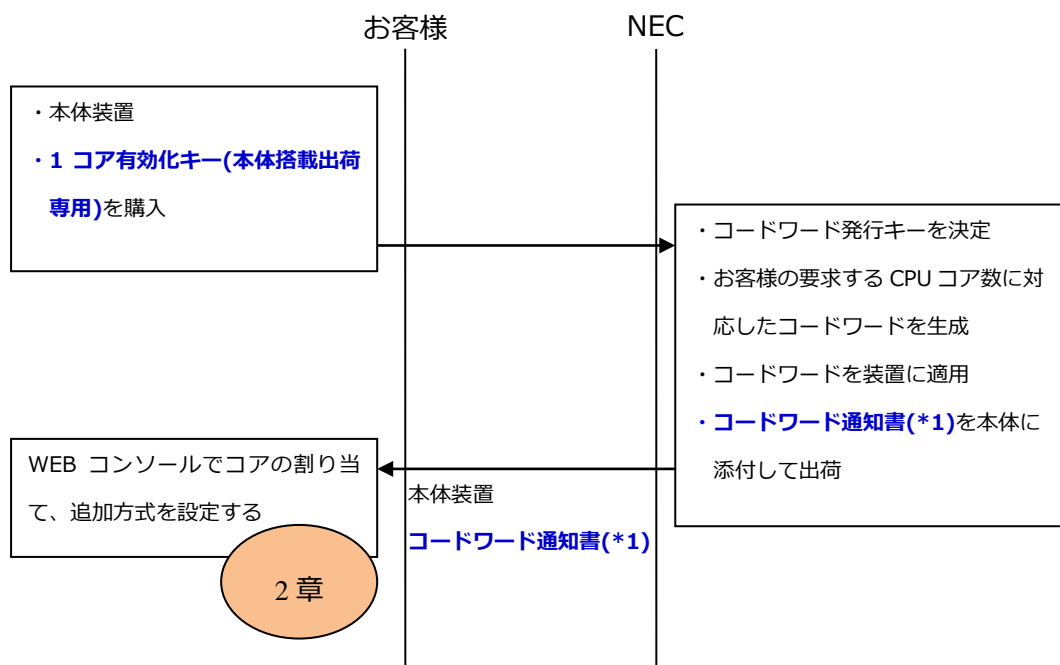 お客様
NEC
・本体装置
・1 コア有効化キー(本体搭載出荷
専用)を購入
・コードワード発行キーを決定
・お客様の要求する CPU コア数に対
応したコードワードを生成
・コードワードを装置に適用
・コードワード通知書(*1)を本体に
添付して出荷
WEB コンソールでコアの割り当
て、追加方式を設定する
本体装置
コードワード通知書(*1)
2 章